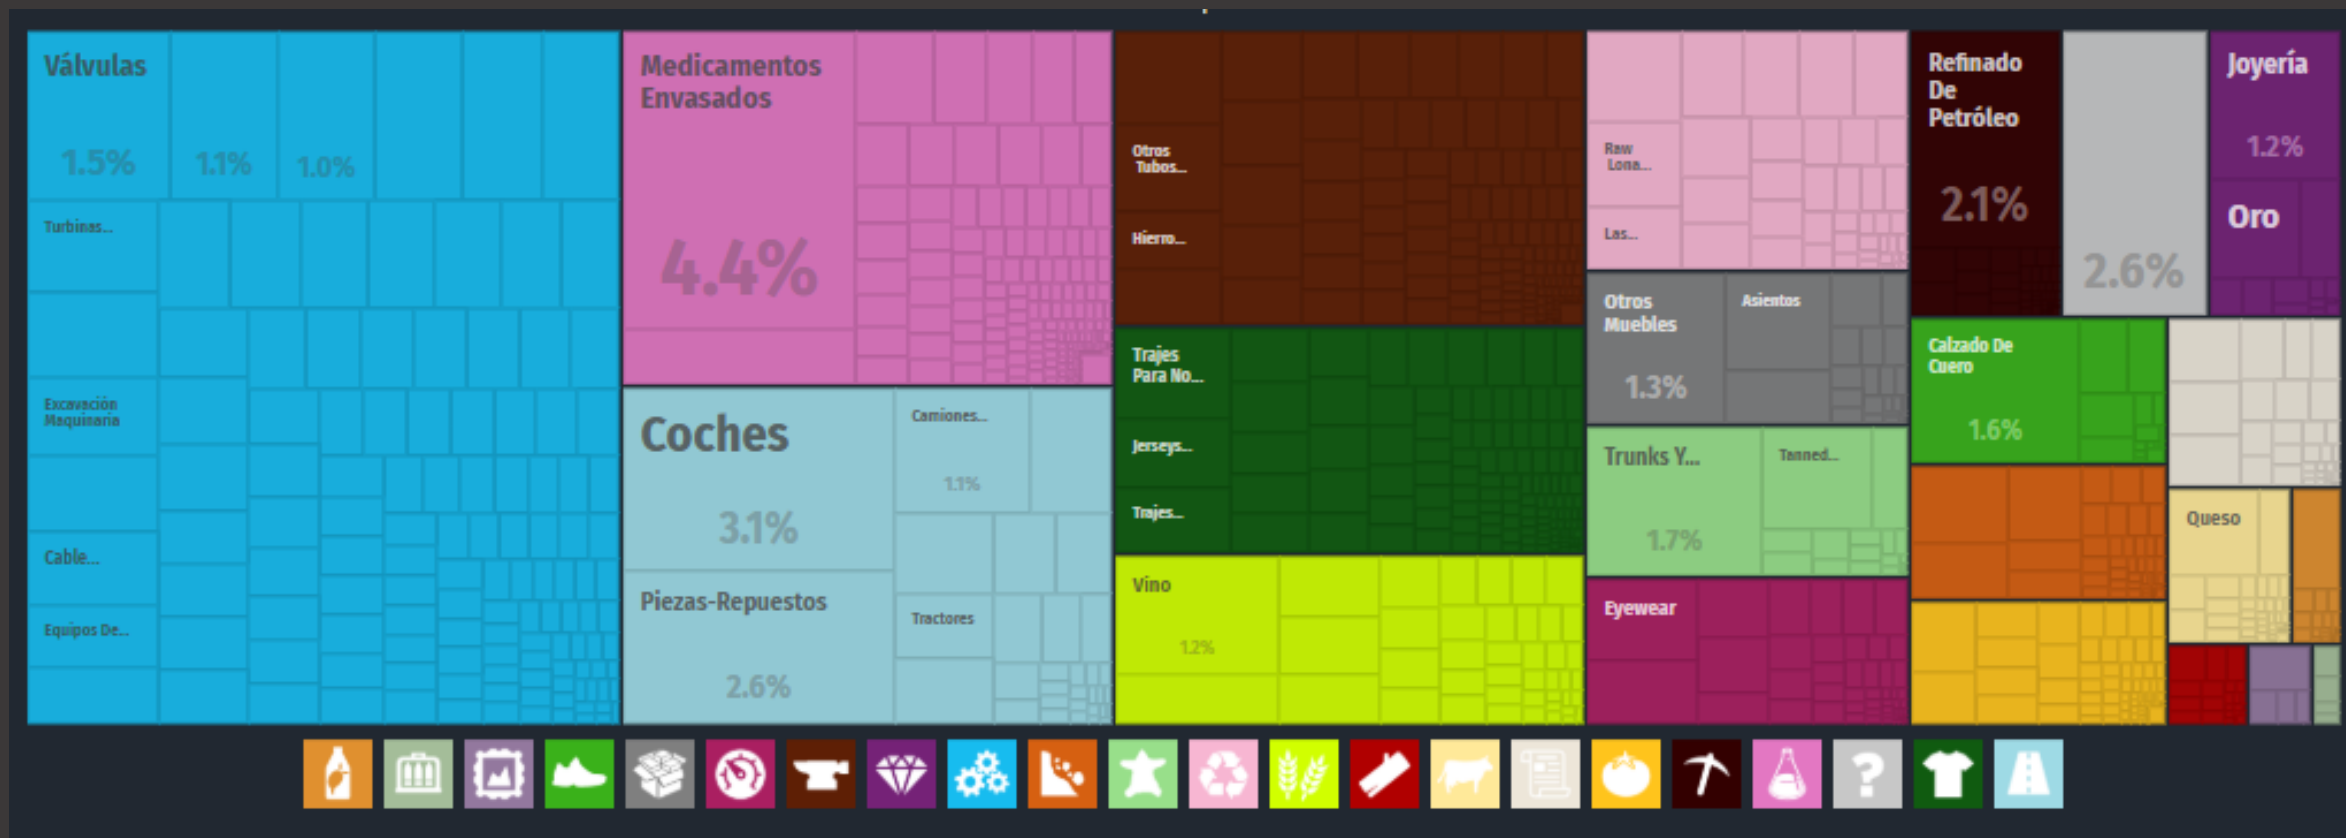 Válvulas
1.5%
1.1%
1.0%
Turbinas...
Excavación
Maquinaria
Cable...
Equipos De...
Medicamentos
Envasados
4.4%
Coches
3.1%
Camiones...
1.1%
Piezas-Repuestos
2.6%
Tractores
Otros
Tubos...
Hierro...
Trajes
Para No...
Jerseys...
Trajes...
Vino
1.2%
Raw
Lona...
Las...
Otros
Muebles
1.3%
Asientos
Trunks Y...
1.7%
Tanned...
Eyewear
Refinado
De
Petróleo
2.1%
2.6%
Joyería
1.2%
Oro
Calzado De
Cuero
1.6%
Queso
?